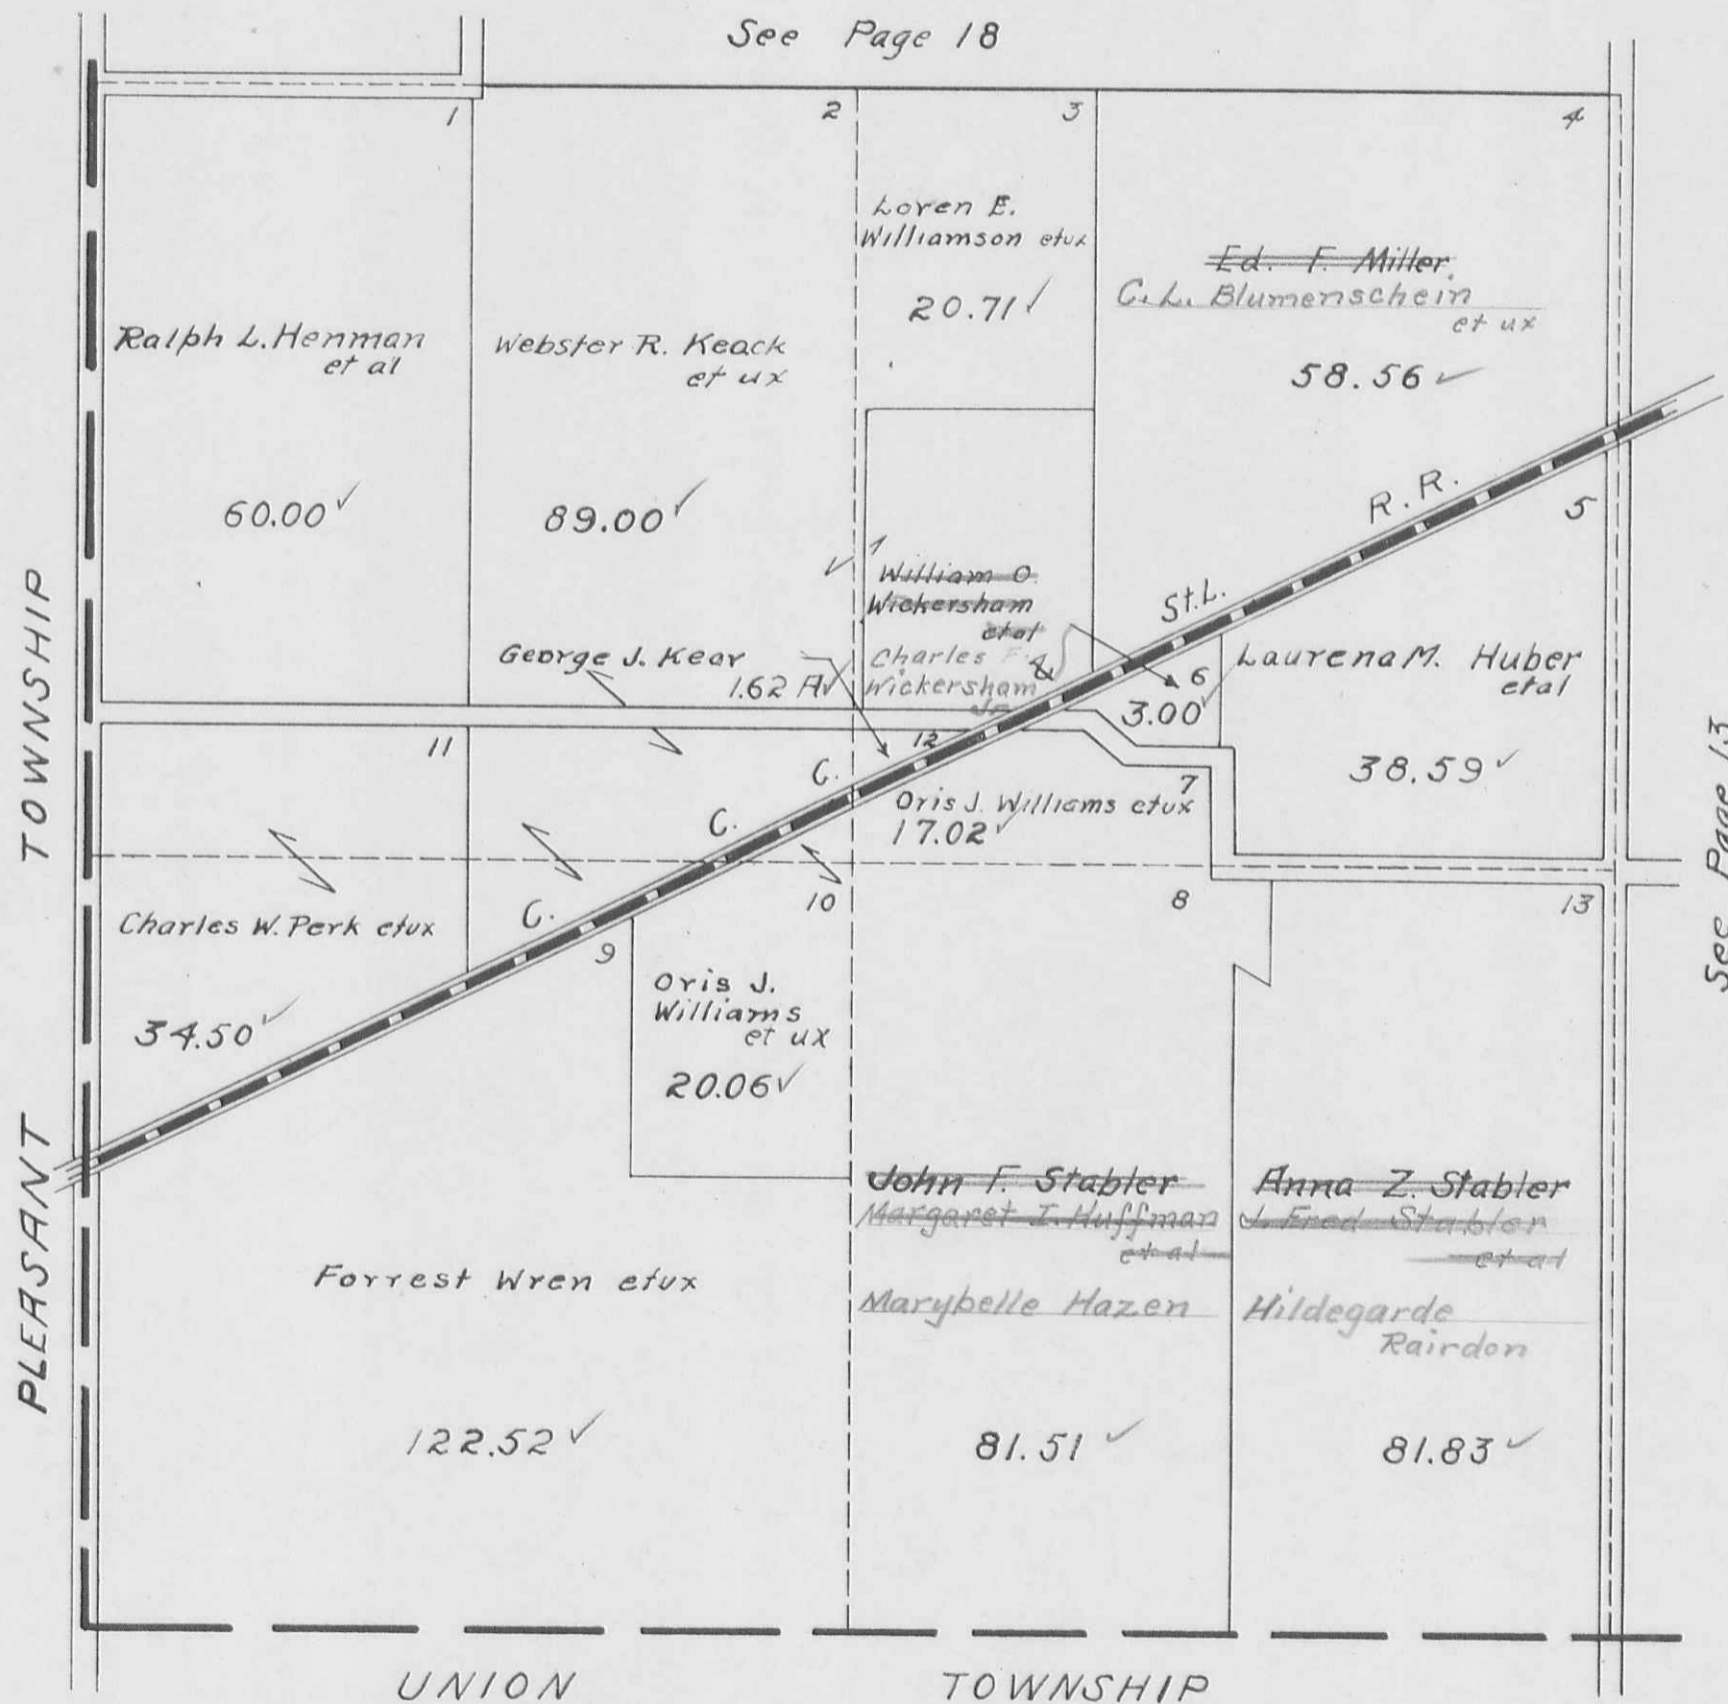 See Page 18
1
2
3
4
Loren E.
Williamson etux
20.71
Ed. F. Miller
C. L. Blumenschein
et ux
58.56
Ralph L. Henman
et al
60.00
Webster R. Keack
et ux
89.00
R. R.
5
William O.
Wickersham
etal
Charles F.
Wickersham
Jr.
&
St.L.
George J. Kear
1.62 A
6
3.00
Laurena M. Huber
etal
38.59
TOWNSHIP
See Page 13
11
12
7
C.
C.
C.
Oris J. Williams etux
17.02
Charles W. Perk etux
34.50
9
10
8
13
Oris J.
Williams
et ux
20.06
PLEASANT
John F. Stabler
Margaret I. Huffman
et al
Marybelle Hazen
81.51
Anna Z. Stabler
J. Fred Stabler
et al
Hildegarde
Rairdon
81.83
Forrest Wren etux
122.52
UNION TOWNSHIP